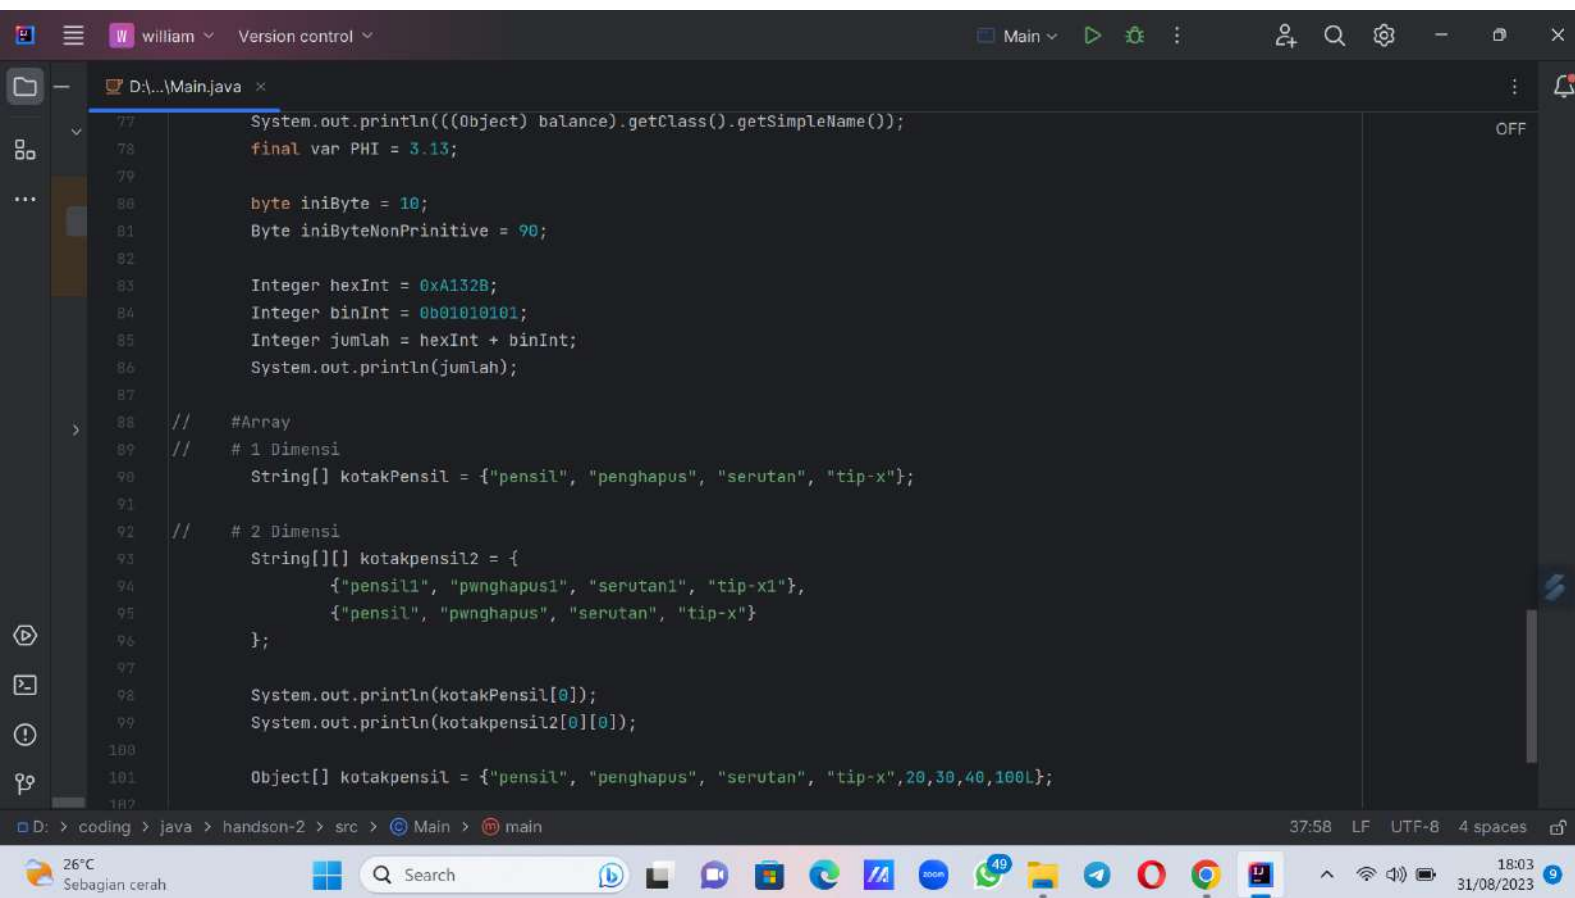 W william Version control Main
D:\...\Main.java
OFF
77 System.out.println(((Object) balance).getClass().getSimpleName());
78 final var PHI = 3.13;
79
80 byte iniByte = 10;
81 Byte iniByteNonPrinitive = 90;
82
83 Integer hexInt = 0xA132B;
84 Integer binInt = 0b01010101;
85 Integer jumlah = hexInt + binInt;
86 System.out.println(jumlah);
87
88 // #Array
89 // # 1 Dimensi
90 String[] kotakPensil = {"pensil", "penghapus", "serutan", "tip-x"};
91
92 // # 2 Dimensi
93 String[][] kotakpensil2 = {
94 {"pensil1", "pwnghapus1", "serutan1", "tip-x1"},
95 {"pensil", "pwnghapus", "serutan", "tip-x"}
96 };
97
98 System.out.println(kotakPensil[0]);
99 System.out.println(kotakpensil2[0][0]);
100
101 Object[] kotakpensil = {"pensil", "penghapus", "serutan", "tip-x",20,30,40,100L};
102
D: > coding > java > handson-2 > src > Main > main 37:58 LF UTF-8 4 spaces
26°C
Sebagian cerah
Search
zoom
49
18:03
31/08/2023
9